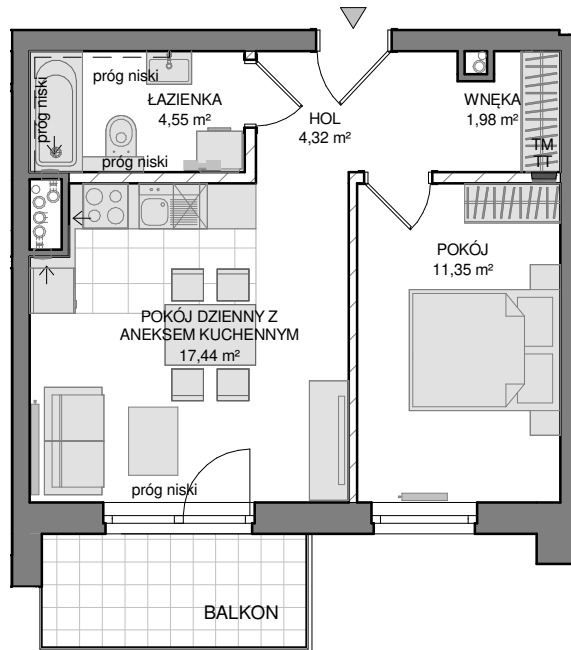 próg niski
próg niski
ŁAZIENKA
4,55 m²
próg niski
HOL
4,32 m²
WNĘKA
1,98 m²
TM
TT
POKÓJ
11,35 m²
POKÓJ DZIENNY Z
ANEKSEM KUCHENNYM
17,44 m²
próg niski
BALKON